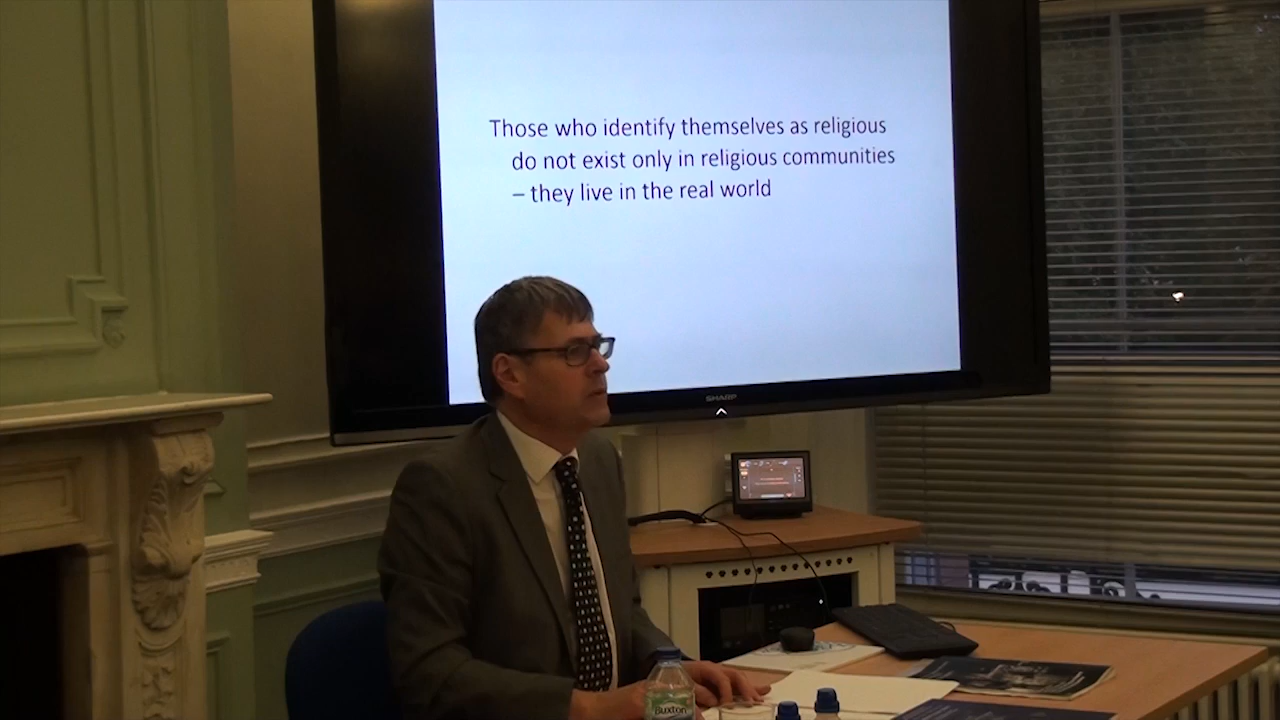 Those who identify themselves as religious
do not exist only in religious communities
– they live in the real world
SHARP
Buxton